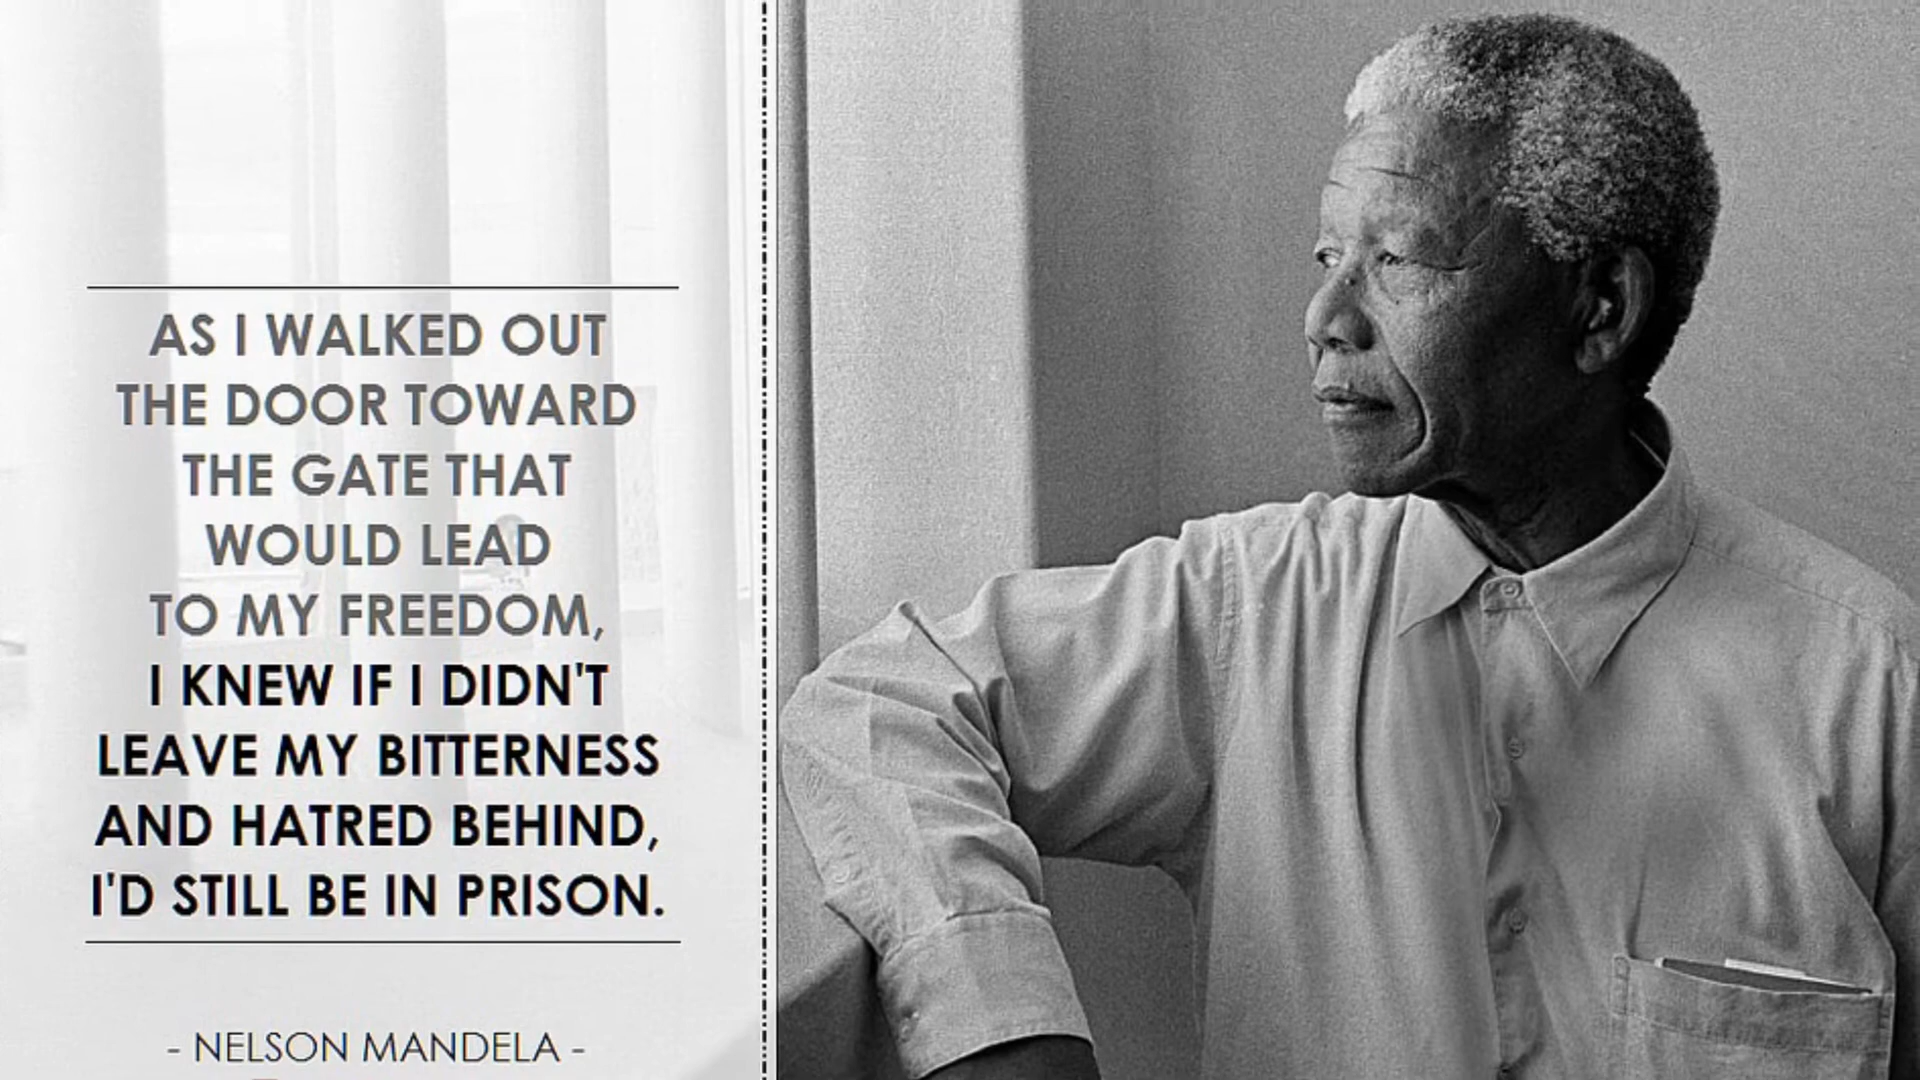 AS I WALKED OUT
THE DOOR TOWARD
THE GATE THAT
WOULD LEAD
TO MY FREEDOM,
I KNEW IF I DIDN'T
LEAVE MY BITTERNESS
AND HATRED BEHIND,
I'D STILL BE IN PRISON.
- NELSON MANDELA -